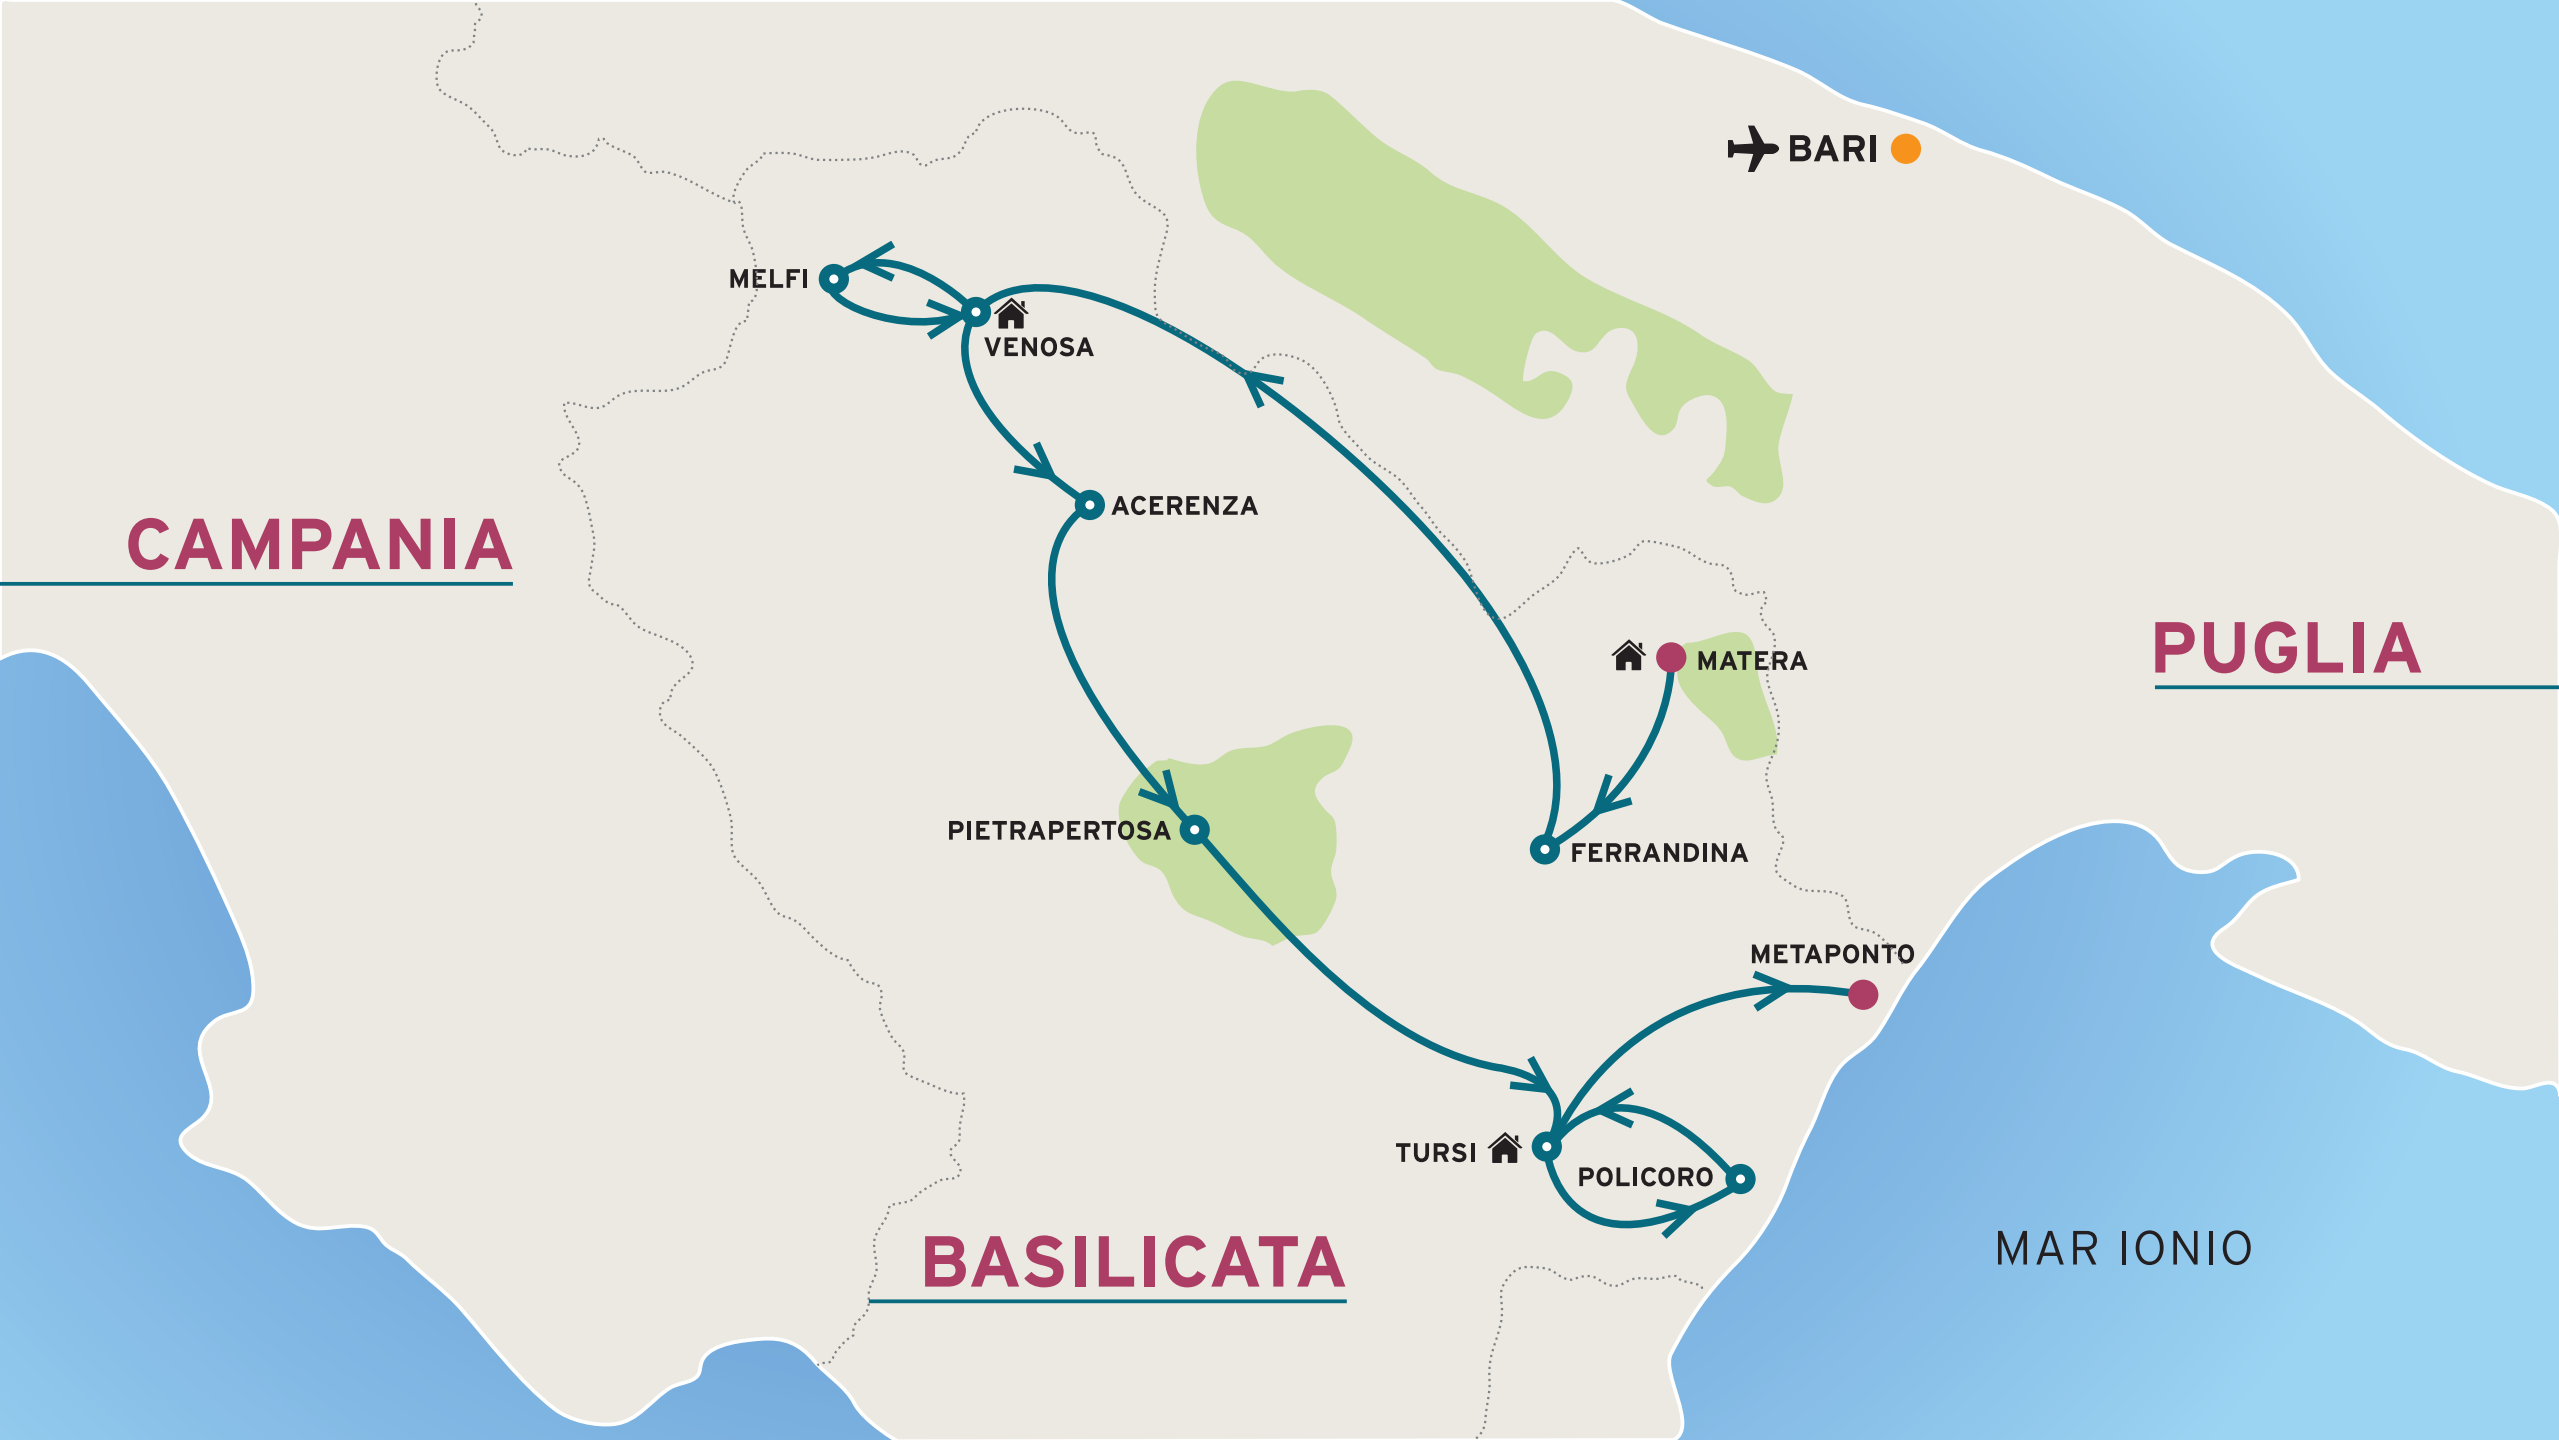 BARI
MELFI
VENOSA
ACERENZA
CAMPANIA
PUGLIA
MATERA
PIETRAPERTOSA
FERRANDINA
METAPONTO
TURSI
POLICORO
BASILICATA
MAR IONIO